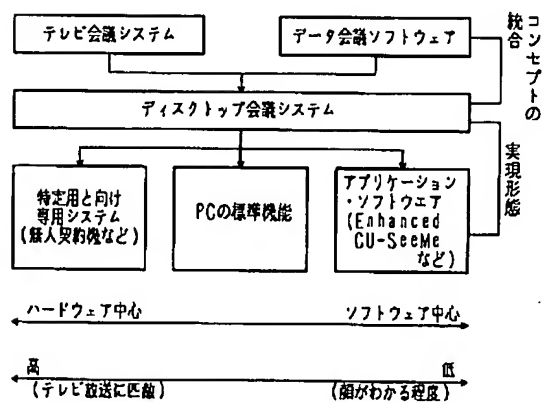 テレビ会議システム
データ会議ソフトウェア
コンセプトの
統合
ディスクトップ会議システム
実現形態
特定用と向け
専用システム
(無人契約機など)
PCの標準機能
アプリケーション
・ソフトウエア
(Enhanced
CU-SeeMe
など)
ハードウェア中心
ソフトウェア中心
高
(テレビ放送に匹敵)
低
(顔がわかる程度)